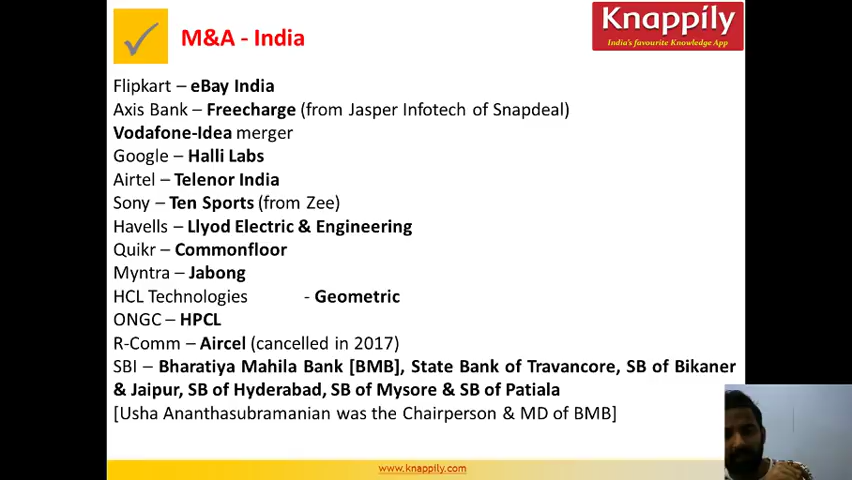 M&A - India
Knappily
India's favourite Knowledge App
Flipkart – eBay India
Axis Bank – Freecharge (from Jasper Infotech of Snapdeal)
Vodafone-Idea merger
Google – Halli Labs
Airtel – Telenor India
Sony – Ten Sports (from Zee)
Havells – Llyod Electric & Engineering
Quikr – Commonfloor
Myntra – Jabong
HCL Technologies - Geometric
ONGC – HPCL
R-Comm – Aircel (cancelled in 2017)
SBI – Bharatiya Mahila Bank [BMB], State Bank of Travancore, SB of Bikaner
& Jaipur, SB of Hyderabad, SB of Mysore & SB of Patiala
[Usha Ananthasubramanian was the Chairperson & MD of BMB]
www.knappily.com